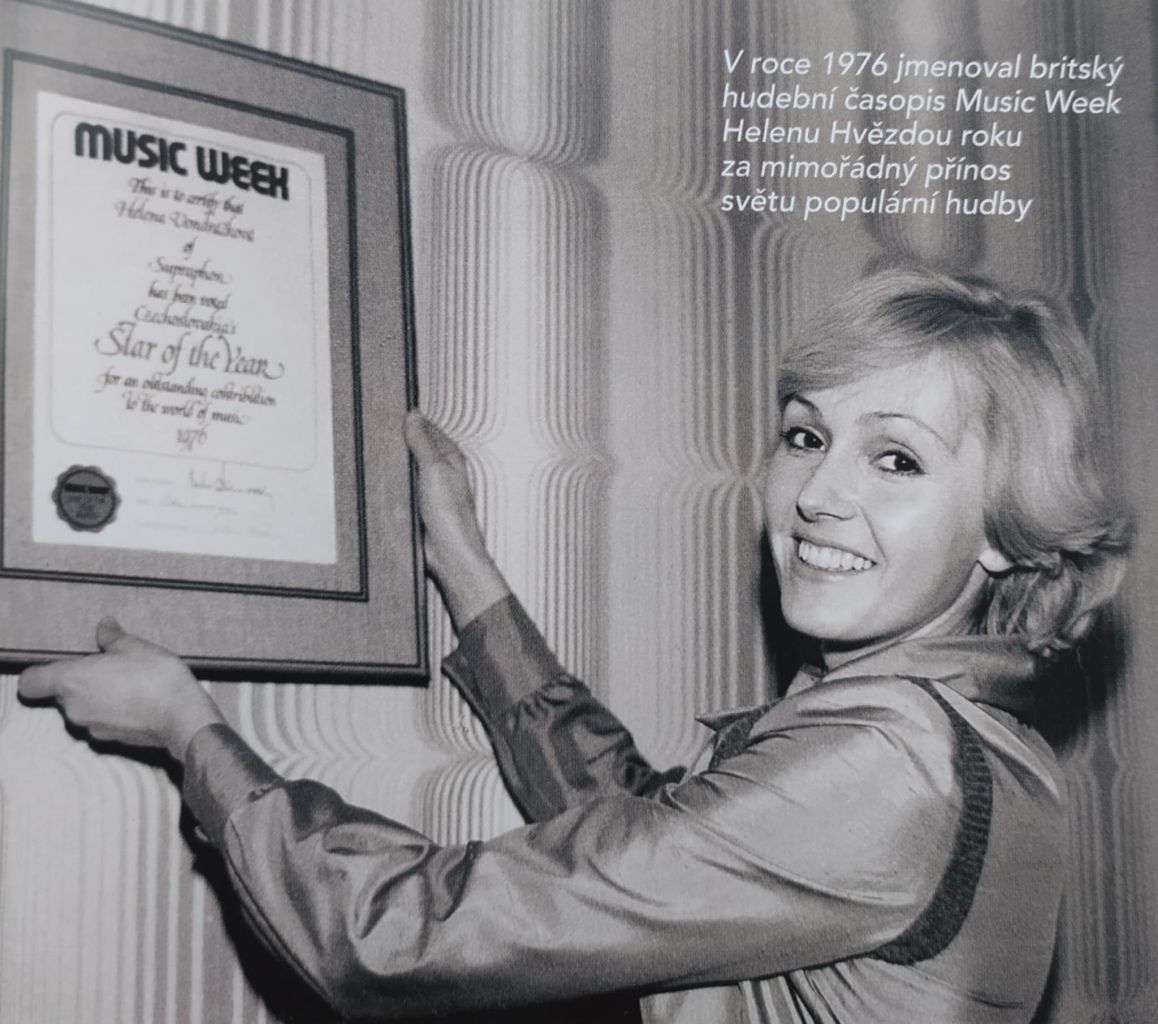 V roce 1976 jmenoval britský
hudební časopis Music Week
Helenu Hvězdou roku
za mimořádný přínos
světu populární hudby
MUSIC WEEK
This is to certify that
Helena Vondráčková
of
Supraphon
has been voted
Czechoslovakia's
Star of the Year
for an outstanding contribution
to the world of music
1976